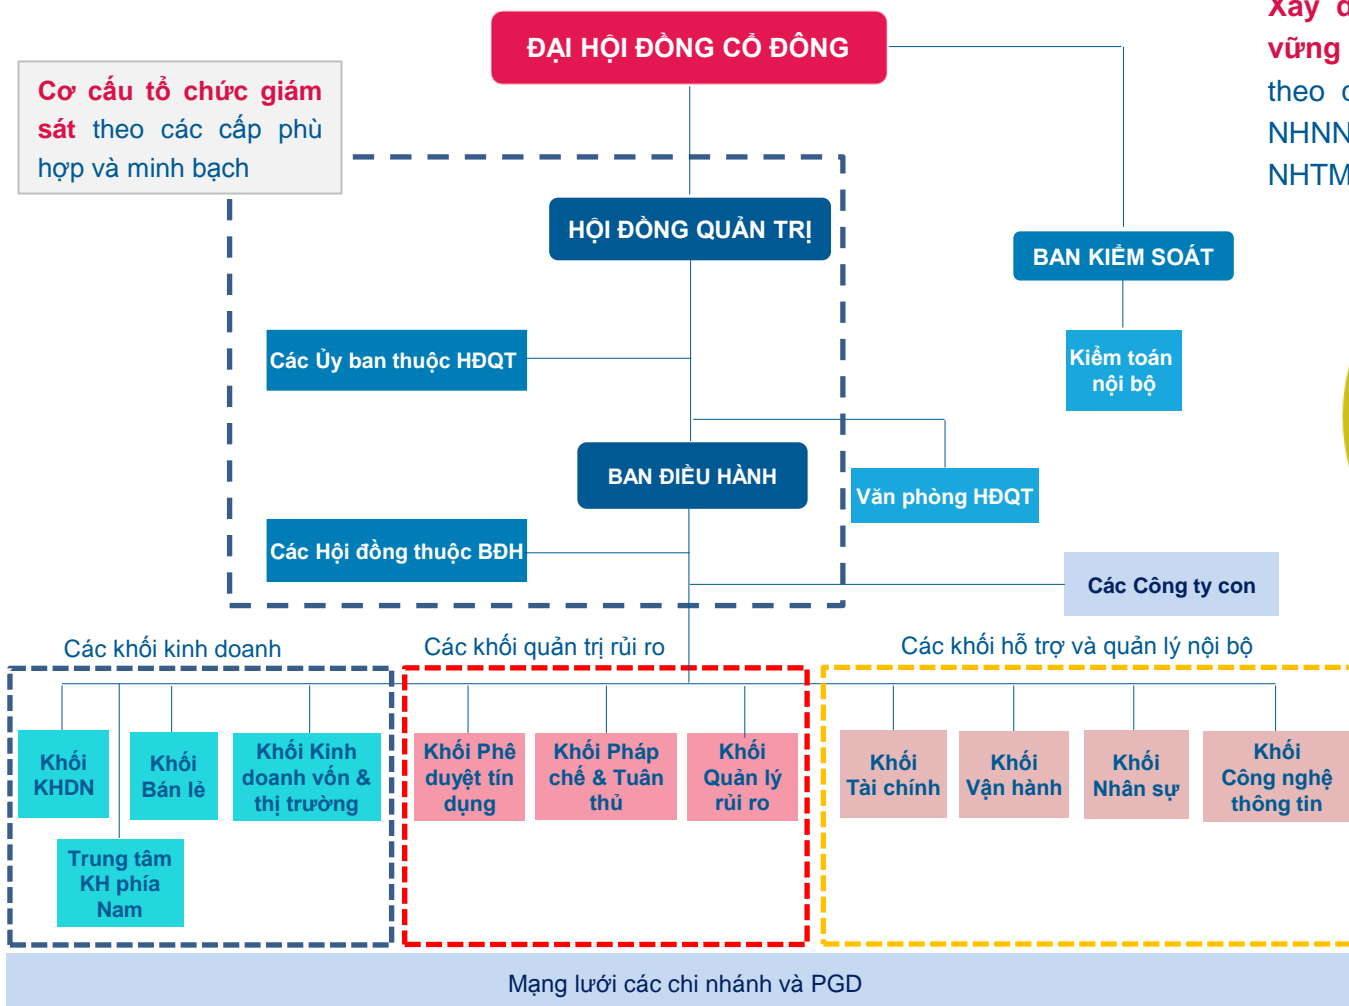 ĐẠI HỘI ĐỒNG CỔ ĐÔNG
Cơ cấu tổ chức giám
sát theo các cấp phù
hợp và minh bạch
vững
theo
NHNN
NHTM
HỘI ĐỒNG QUẢN TRỊ
BAN KIỂM SOÁT
Các Ủy ban thuộc HĐQT
Kiểm toán
nội bộ
BAN ĐIỀU HÀNH
Văn phòng HĐQT
Các Hội đồng thuộc BĐH
Các Công ty con
Các khối kinh doanh
Các khối quản trị rủi ro
Các khối hỗ trợ và quản lý nội bộ
Khối
KHDN
Khối
Bán lẻ
Khối Kinh
doanh vốn &
thị trường
Trung tâm
KH phía
Nam
Khối Phê
duyệt tín
dụng
Khối Pháp
chế & Tuân
thủ
Khối
Quản lý
rủi ro
Khối
Tài chính
Khối
Vận hành
Khối
Nhân sự
Khối
Công nghệ
thông tin
Mạng lưới các chi nhánh và PGD